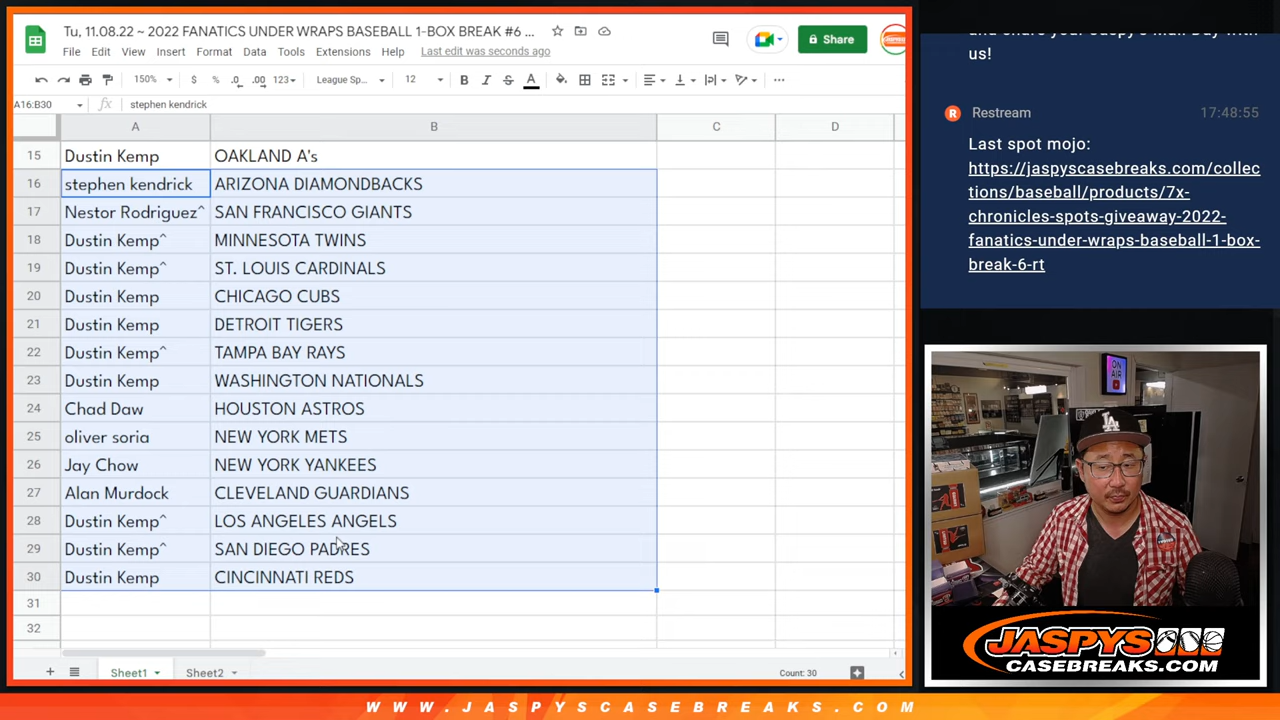 Tu, 11.08.22 ~ 2022 FANATICS UNDER WRAPS BASEBALL 1-BOX BREAK #6 ...
File Edit View Insert Format Data Tools Extensions Help Last edit was seconds ago
Share
150% $ % .0 .00 123 League Sp... 12 B I S A
A16:B30 fx stephen kendrick
A B C D
15 Dustin Kemp OAKLAND A's
16 stephen kendrick ARIZONA DIAMONDBACKS
17 Nestor Rodriguez^ SAN FRANCISCO GIANTS
18 Dustin Kemp^ MINNESOTA TWINS
19 Dustin Kemp^ ST. LOUIS CARDINALS
20 Dustin Kemp CHICAGO CUBS
21 Dustin Kemp DETROIT TIGERS
22 Dustin Kemp^ TAMPA BAY RAYS
23 Dustin Kemp WASHINGTON NATIONALS
24 Chad Daw HOUSTON ASTROS
25 oliver soria NEW YORK METS
26 Jay Chow NEW YORK YANKEES
27 Alan Murdock CLEVELAND GUARDIANS
28 Dustin Kemp^ LOS ANGELES ANGELS
29 Dustin Kemp^ SAN DIEGO PADRES
30 Dustin Kemp CINCINNATI REDS
31
32
Sheet1 Sheet2 Count: 30
us!
R Restream 17:48:55
Last spot mojo:
https://jaspyscasebreaks.com/collec
tions/baseball/products/7x-
chronicles-spots-giveaway-2022-
fanatics-under-wraps-baseball-1-box-
break-6-rt
ON AIR
LA
JASPYS
CASEBREAKS.COM
WWW.JASPYSCASEBREAKS.COM